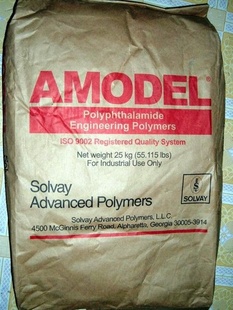 AMODEL®
Polyphthalamide
Engineering Polymers
ISO 9002 Registered Quality System
Net weight 25 kg (55,115 lbs)
For Industrial Use Only
Solvay
Advanced Polymers
SOLVAY
Solvay Advanced Polymers, L.L.C.
4500 McGinnis Ferry Road, Alpharetta, Georgia 30005-3914